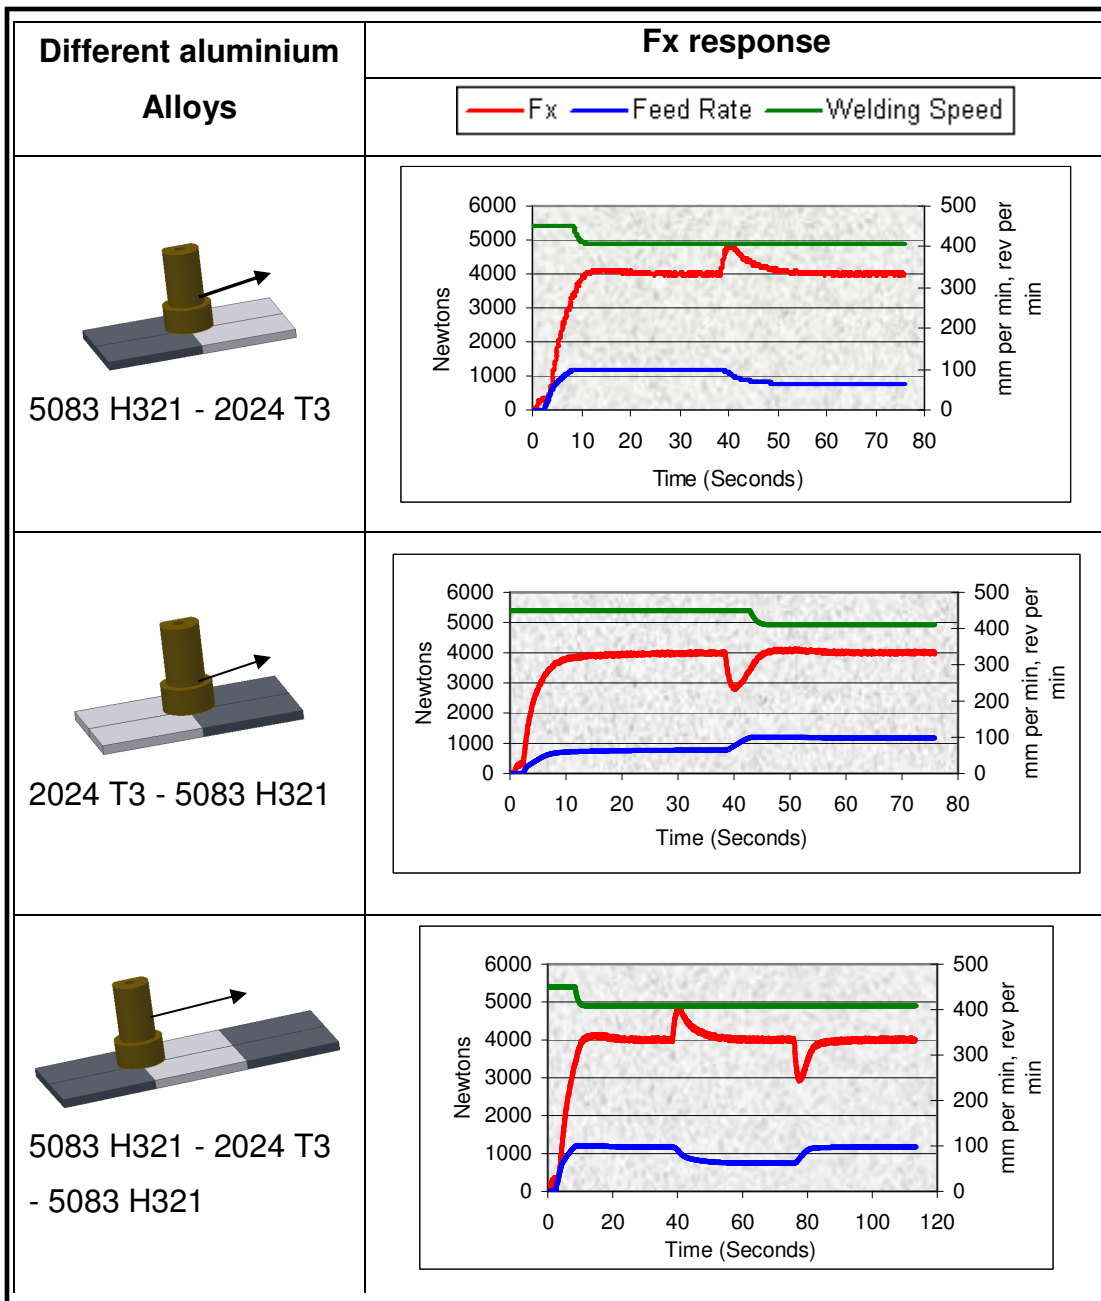 Different aluminium
Alloys
Fx response
Fx Feed Rate Welding Speed
5083 H321 - 2024 T3
6000
5000
4000
3000
2000
1000
0
Newtons
500
400
300
200
100
0
mm per min, rev per
min
0 10 20 30 40 50 60 70 80
Time (Seconds)
2024 T3 - 5083 H321
6000
5000
4000
3000
2000
1000
0
Newtons
500
400
300
200
100
0
mm per min, rev per
min
0 10 20 30 40 50 60 70 80
Time (Seconds)
5083 H321 - 2024 T3
- 5083 H321
6000
5000
4000
3000
2000
1000
0
Newtons
500
400
300
200
100
0
mm per min, rev per
min
0 20 40 60 80 100 120
Time (Seconds)